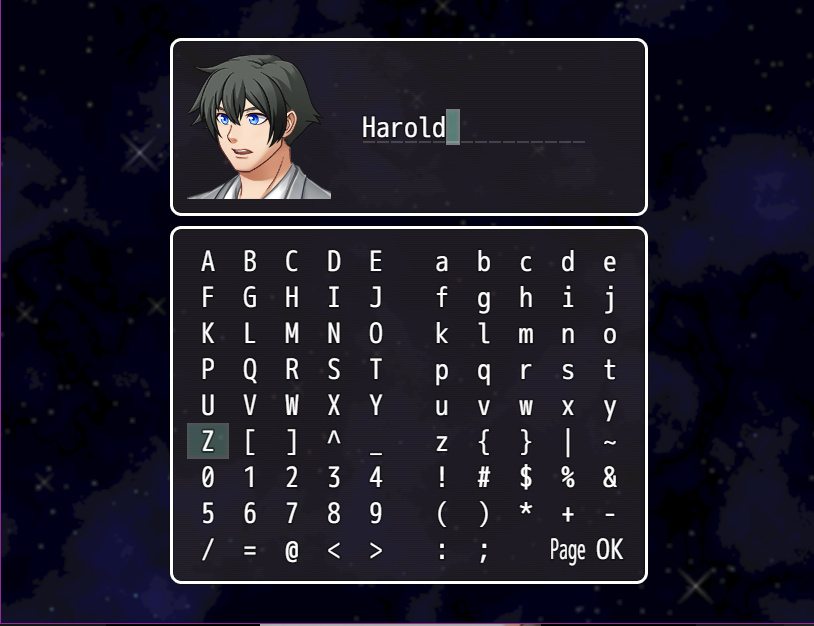 Harold
A B C D E a b c d e
F G H I J f g h i j
K L M N O k l m n o
P Q R S T p q r s t
U V W X Y u v w x y
Z [ ] ^ _ z { } | ~
0 1 2 3 4 ! # $ % &
5 6 7 8 9 ( ) * + -
/ = @ < > : ; Page OK